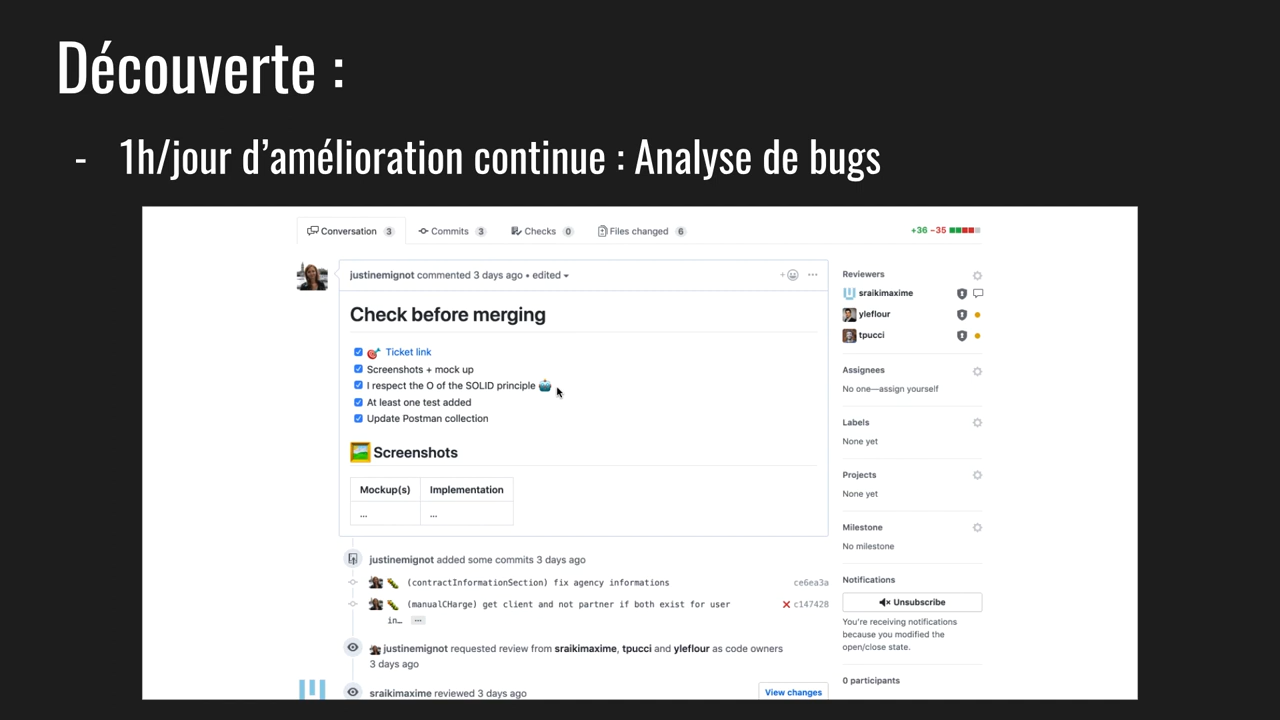 Découverte :
- 1h/jour d'amélioration continue : Analyse de bugs
Conversation 3 Commits 3 Checks 0 Files changed 6 +36 −35
justinemignot commented 3 days ago • edited
Check before merging
Ticket link
Screenshots + mock up
I respect the O of the SOLID principle
At least one test added
Update Postman collection
Screenshots
Mockup(s) Implementation
... ...
justinemignot added some commits 3 days ago
(contractInformationSection) fix agency informations ce6ea3a
(manualCHarge) get client and not partner if both exist for user c147428
in… ...
justinemignot requested review from sraikimaxime, tpucci and yleflour as code owners
3 days ago
sraikimaxime reviewed 3 days ago View changes
Reviewers
sraikimaxime
yleflour
tpucci
Assignees
No one—assign yourself
Labels
None yet
Projects
None yet
Milestone
No milestone
Notifications
Unsubscribe
You're receiving notifications
because you modified the
open/close state.
0 participants